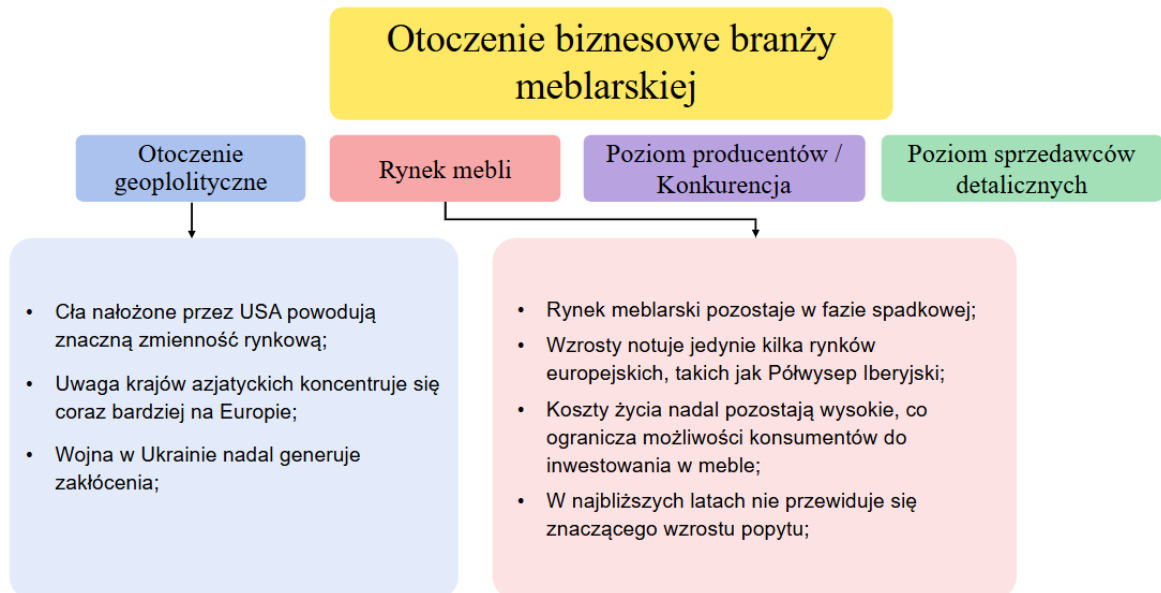 Otoczenie biznesowe branży
meblarskiej
Otoczenie
geoplolityczne
Rynek mebli
Poziom producentów /
Konkurencja
Poziom sprzedawców
detalicznych
• Cła nałożone przez USA powodują
znaczną zmienność rynkową;
• Uwaga krajów azjatyckich koncentruje się
coraz bardziej na Europie;
• Wojna w Ukrainie nadal generuje
zakłócenia;
• Rynek meblarski pozostaje w fazie spadkowej;
• Wzrosty notuje jedynie kilka rynków
europejskich, takich jak Półwysep Iberyjski;
• Koszty życia nadal pozostają wysokie, co
ogranicza możliwości konsumentów do
inwestowania w meble;
• W najbliższych latach nie przewiduje się
znaczącego wzrostu popytu;